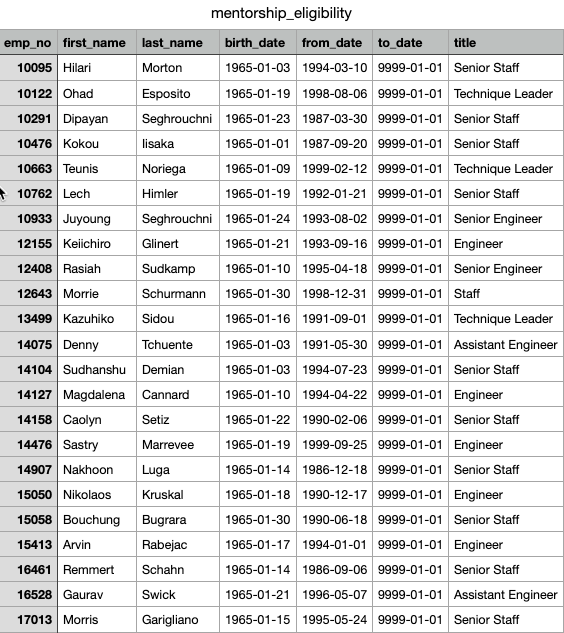 mentorship_eligibility
emp_no first_name last_name birth_date from_date to_date title
10095 Hilari Morton 1965-01-03 1994-03-10 9999-01-01 Senior Staff
10122 Ohad Esposito 1965-01-19 1998-08-06 9999-01-01 Technique Leader
10291 Dipayan Seghrouchni 1965-01-23 1987-03-30 9999-01-01 Senior Staff
10476 Kokou Iisaka 1965-01-01 1987-09-20 9999-01-01 Senior Staff
10663 Teunis Noriega 1965-01-09 1999-02-12 9999-01-01 Technique Leader
10762 Lech Himler 1965-01-19 1992-01-21 9999-01-01 Senior Staff
10933 Juyoung Seghrouchni 1965-01-24 1993-08-02 9999-01-01 Senior Engineer
12155 Keiichiro Glinert 1965-01-21 1993-09-16 9999-01-01 Engineer
12408 Rasiah Sudkamp 1965-01-10 1995-04-18 9999-01-01 Senior Engineer
12643 Morrie Schurmann 1965-01-30 1998-12-31 9999-01-01 Staff
13499 Kazuhiko Sidou 1965-01-16 1991-09-01 9999-01-01 Technique Leader
14075 Denny Tchuente 1965-01-03 1991-05-30 9999-01-01 Assistant Engineer
14104 Sudhanshu Demian 1965-01-03 1994-07-23 9999-01-01 Senior Staff
14127 Magdalena Cannard 1965-01-10 1994-04-22 9999-01-01 Engineer
14158 Caolyn Setiz 1965-01-22 1990-02-06 9999-01-01 Senior Staff
14476 Sastry Marrevee 1965-01-19 1999-09-25 9999-01-01 Engineer
14907 Nakhoon Luga 1965-01-14 1986-12-18 9999-01-01 Senior Staff
15050 Nikolaos Kruskal 1965-01-18 1990-12-17 9999-01-01 Engineer
15058 Bouchung Bugrara 1965-01-30 1990-06-18 9999-01-01 Senior Staff
15413 Arvin Rabejac 1965-01-17 1994-01-01 9999-01-01 Engineer
16461 Remmert Schahn 1965-01-14 1986-09-06 9999-01-01 Senior Staff
16528 Gaurav Swick 1965-01-21 1996-05-07 9999-01-01 Assistant Engineer
17013 Morris Garigliano 1965-01-15 1995-05-24 9999-01-01 Senior Staff